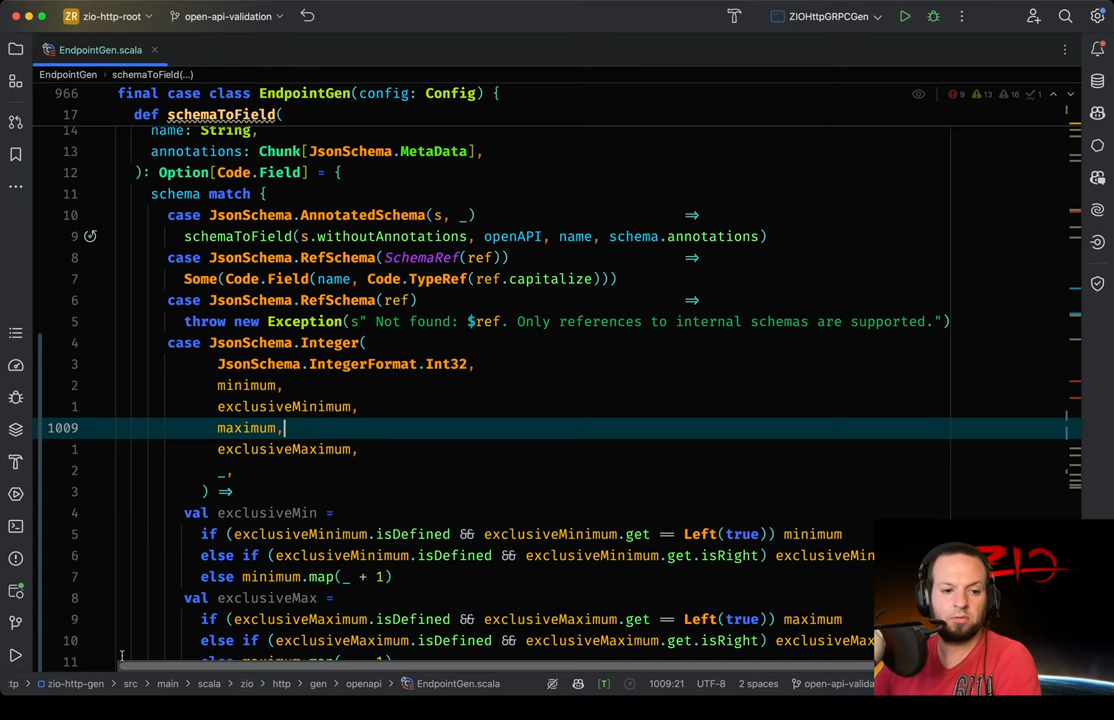 ZR zio-http-root open-api-validation ZIOHttpGRPCGen
EndpointGen.scala
EndpointGen schemaToField(...)
966 final case class EndpointGen(config: Config) { 9 13 16 1
17 def schemaToField(
14 name: String,
13 annotations: Chunk[JsonSchema.MetaData],
12 ): Option[Code.Field] = {
11 schema match {
10 case JsonSchema.AnnotatedSchema(s, _) ⇒
9 schemaToField(s.withoutAnnotations, openAPI, name, schema.annotations)
8 case JsonSchema.RefSchema(SchemaRef(ref)) ⇒
7 Some(Code.Field(name, Code.TypeRef(ref.capitalize)))
6 case JsonSchema.RefSchema(ref) ⇒
5 throw new Exception(s" Not found: $ref. Only references to internal schemas are supported.")
4 case JsonSchema.Integer(
3 JsonSchema.IntegerFormat.Int32,
2 minimum,
1 exclusiveMinimum,
1009 maximum,
1 exclusiveMaximum,
2 _,
3 ) ⇒
4 val exclusiveMin =
5 if (exclusiveMinimum.isDefined && exclusiveMinimum.get == Left(true)) minimum
6 else if (exclusiveMinimum.isDefined && exclusiveMinimum.get.isRight) exclusiveMin
7 else minimum.map(_ + 1)
8 val exclusiveMax =
9 if (exclusiveMaximum.isDefined && exclusiveMaximum.get == Left(true)) maximum
10 else if (exclusiveMaximum.isDefined && exclusiveMaximum.get.isRight) exclusiveMax
11
tp zio-http-gen src main scala zio http gen openapi EndpointGen.scala 1009:21 UTF-8 2 spaces open-api-valida
ZIO